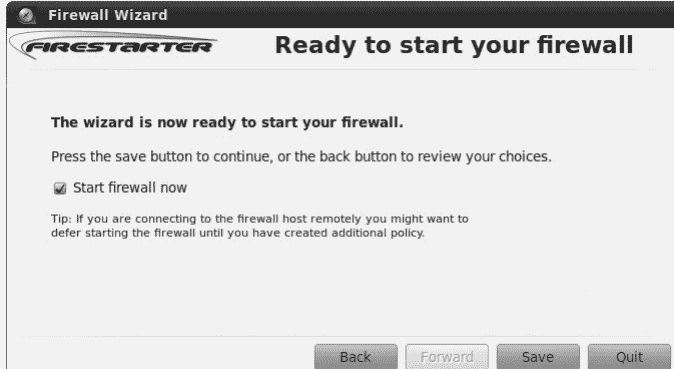 Firewall Wizard
FIRESTARTER
Ready to start your firewall
The wizard is now ready to start your firewall.
Press the save button to continue, or the back button to review your choices.
Start firewall now
Tip: If you are connecting to the firewall host remotely you might want to
defer starting the firewall until you have created additional policy.
Back
Forward
Save
Quit